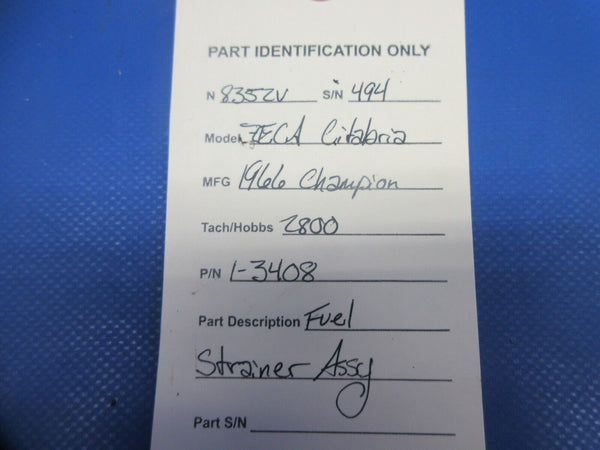 PART IDENTIFICATION ONLY
N 8352V S/N 494
Model 7ECA Citabria
MFG 1966 Champion
Tach/Hobbs 2800
P/N 1-3408
Part Description Fuel
Strainer Assy
Part S/N